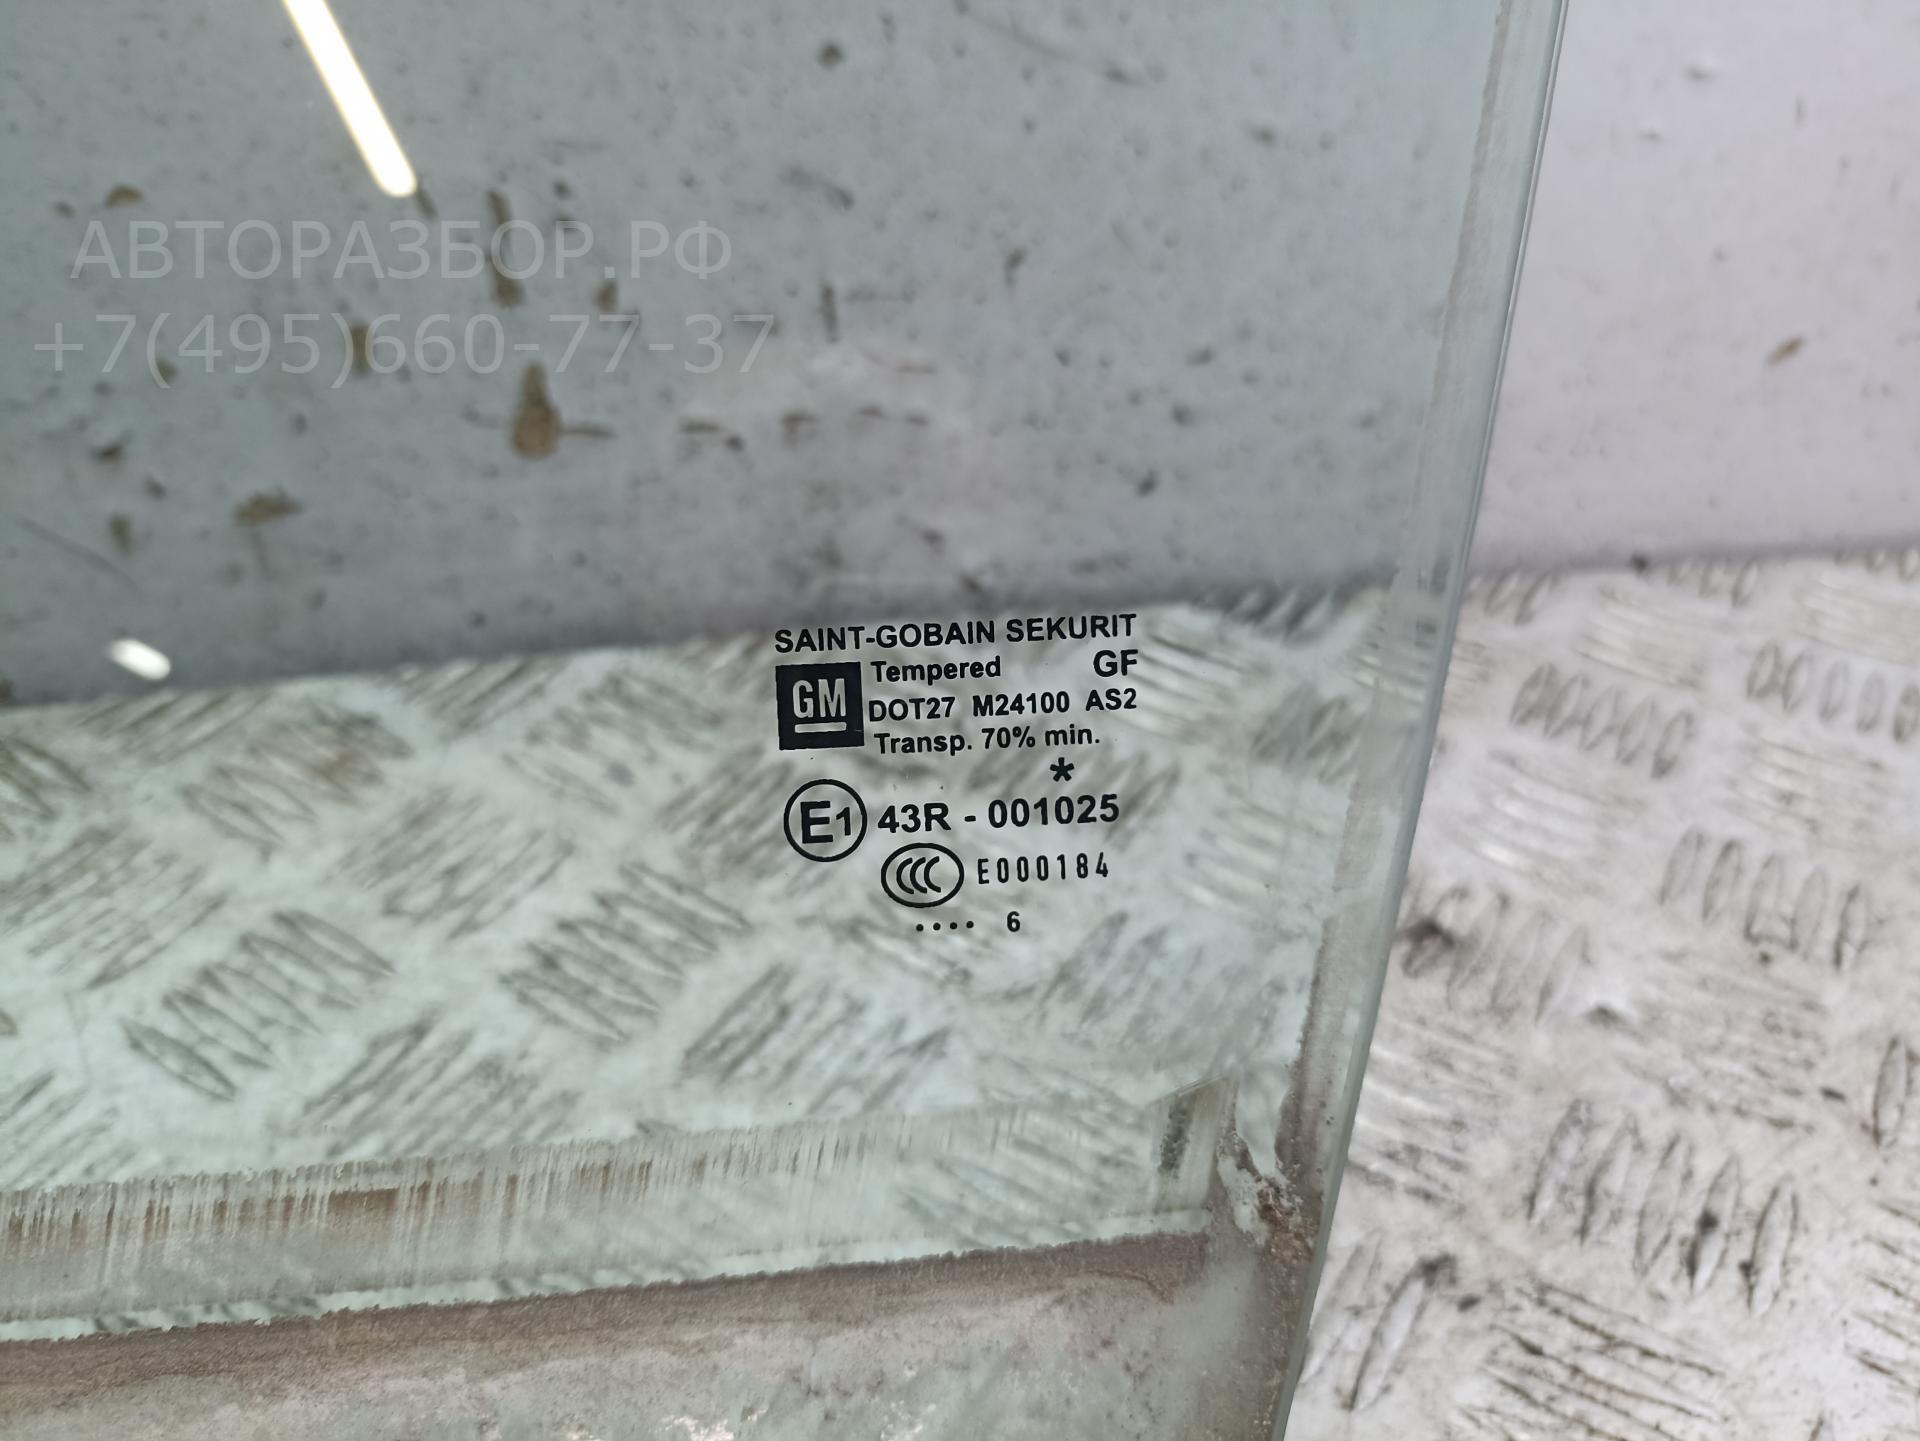 АВТОРАЗБОР.РФ
+7(495)660-77-37
SAINT-GOBAIN SEKURIT
GM
Tempered GF
DOT27 M24100 AS2
Transp. 70% min.
*
E1 43R - 001025
CCC E000184
.... 6